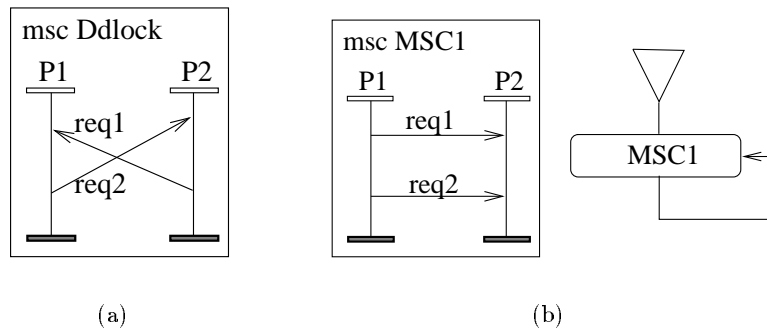 msc Ddlock
P1 P2
req1
req2
(a)
msc MSC1
P1 P2
req1
req2
MSC1
(b)